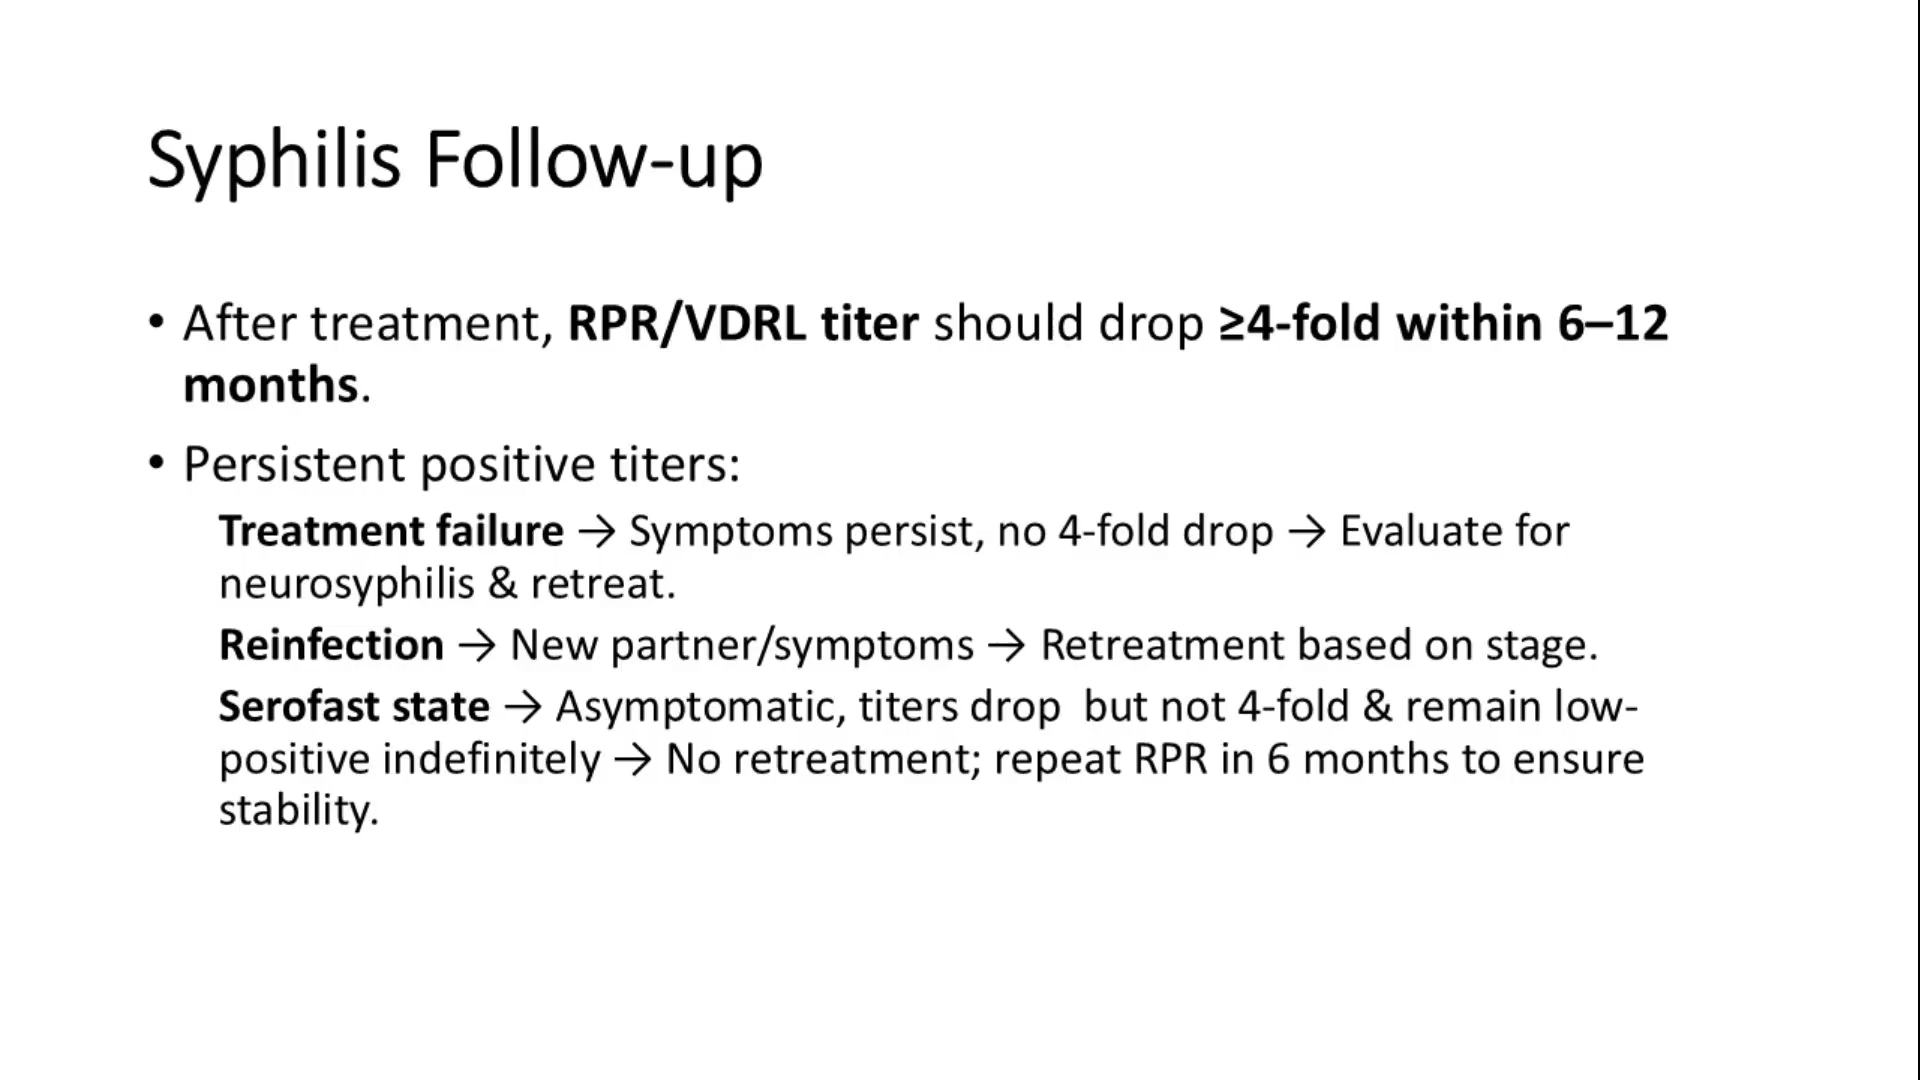 Syphilis Follow-up
• After treatment, RPR/VDRL titer should drop ≥4-fold within 6–12
months.
• Persistent positive titers:
Treatment failure → Symptoms persist, no 4-fold drop → Evaluate for
neurosyphilis & retreat.
Reinfection → New partner/symptoms → Retreatment based on stage.
Serofast state → Asymptomatic, titers drop  but not 4-fold & remain low-
positive indefinitely → No retreatment; repeat RPR in 6 months to ensure
stability.